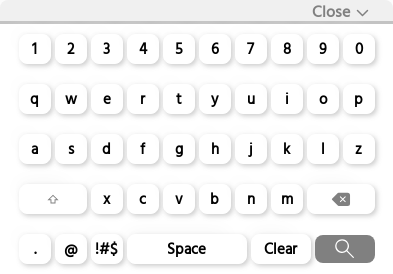 Close
1 2 3 4 5 6 7 8 9 0
q w e r t y u i o p
a s d f g h j k l z
x c v b n m
. @ !#$ Space Clear